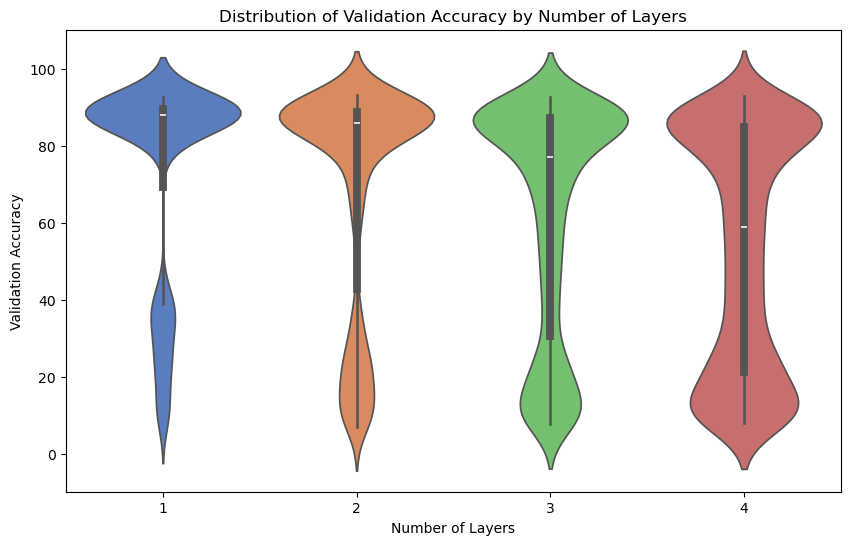 Distribution of Validation Accuracy by Number of Layers
Validation Accuracy
100
80
60
40
20
0
1 2 3 4
Number of Layers